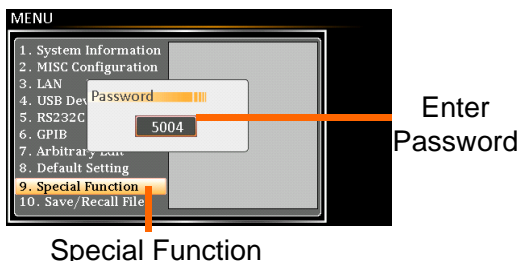 MENU
1. System Information
2. MISC Configuration
3. LAN
4. USB Dev
Password
5. RS232C
5004
6. GPIB
7. Arbitrary Edit
8. Default Setting
9. Special Function
10. Save/Recall File
Enter
Password
Special Function